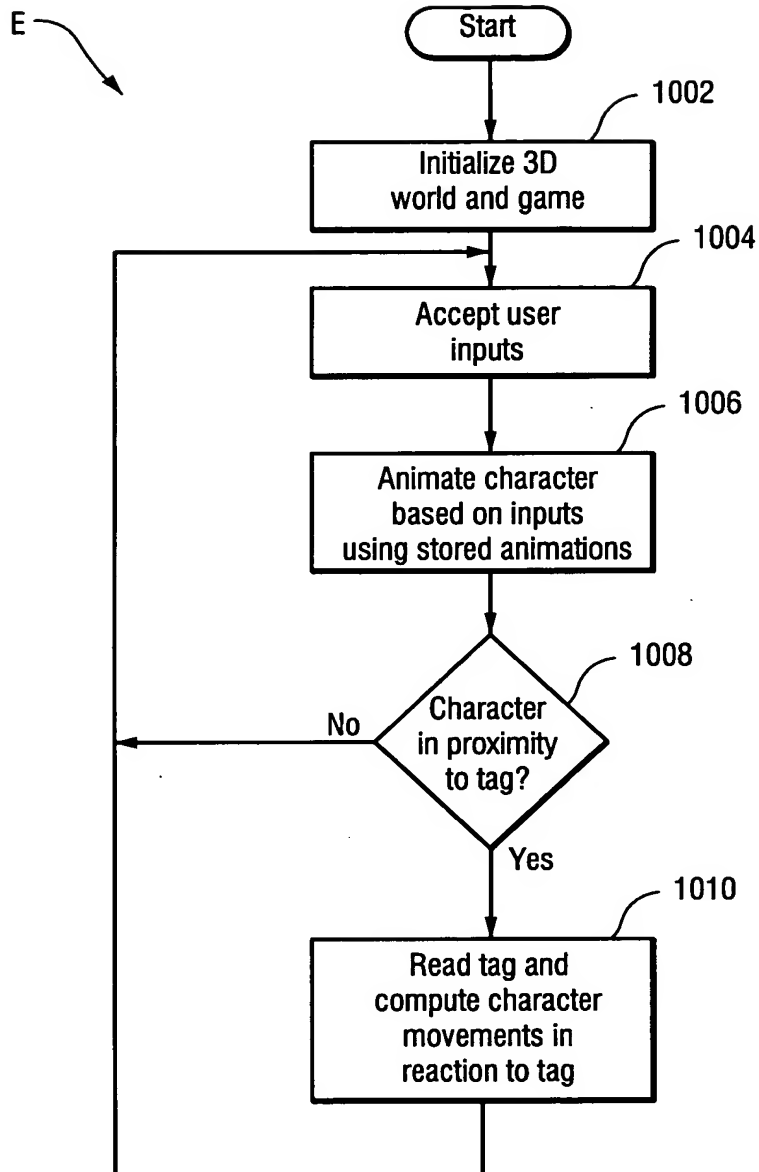 E
Start
1002
Initialize 3D
world and game
1004
Accept user
inputs
1006
Animate character
based on inputs
using stored animations
1008
Character
in proximity
to tag?
No
Yes
1010
Read tag and
compute character
movements in
reaction to tag